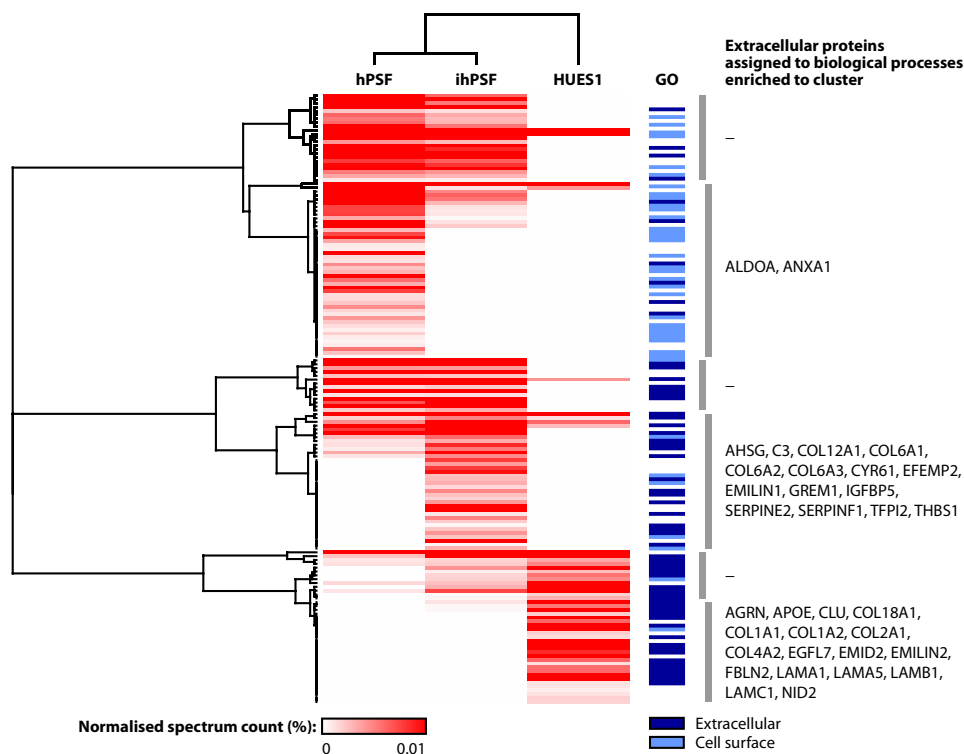 hPSF ihPSF HUES1 GO
Extracellular proteins
assigned to biological processes
enriched to cluster
–
ALDOA, ANXA1
–
AHSG, C3, COL12A1, COL6A1,
COL6A2, COL6A3, CYR61, EFEMP2,
EMILIN1, GREM1, IGFBP5,
SERPINE2, SERPINF1, TFPI2, THBS1
–
AGRN, APOE, CLU, COL18A1,
COL1A1, COL1A2, COL2A1,
COL4A2, EGFL7, EMID2, EMILIN2,
FBLN2, LAMA1, LAMA5, LAMB1,
LAMC1, NID2
Normalised spectrum count (%):
0 0.01
Extracellular
Cell surface